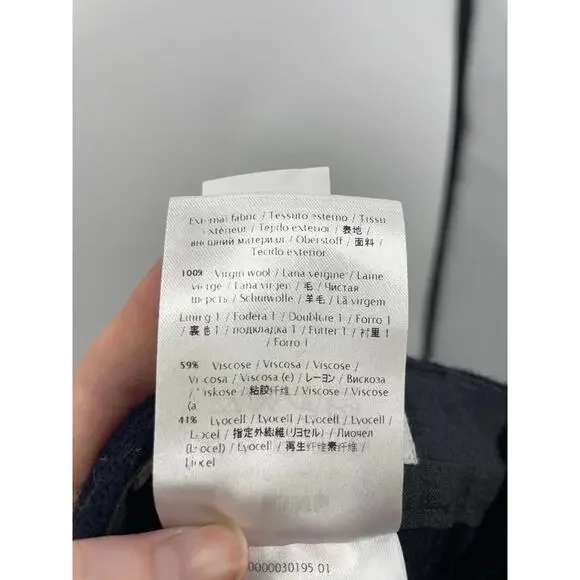 External fabric / Tessuto esterno / Tissu
extérieur / Tejido exterior / 表地 /
внешний материал / Oberstoff / 面料 /
Tecido exterior
100% Virgin wool / Lana vergine / Laine
vierge / Lana virgen / 毛 / Чистая
шерсть / Schurwolle / 羊毛 / Lã virgem
Lining 1 / Fodera 1 / Doublure 1 / Forro 1
/ 裏地 1 / подкладка 1 / Futter 1 / 衬里 1
/ Forro 1
59% Viscose / Viscosa / Viscose /
Viscosa / Viscosa (e) / レーヨン / Вискоза
/ Viskose / 粘胶纤维 / Viscose / Viscose
(a
41% Lyocell / Lyocell / Lyocell / Lyocell /
Liocel / 指定外繊維(リヨセル) / Лиочел
(Lyocel) / Lyocell / 再生纤维素纤维 /
Liocel
0000030195 01